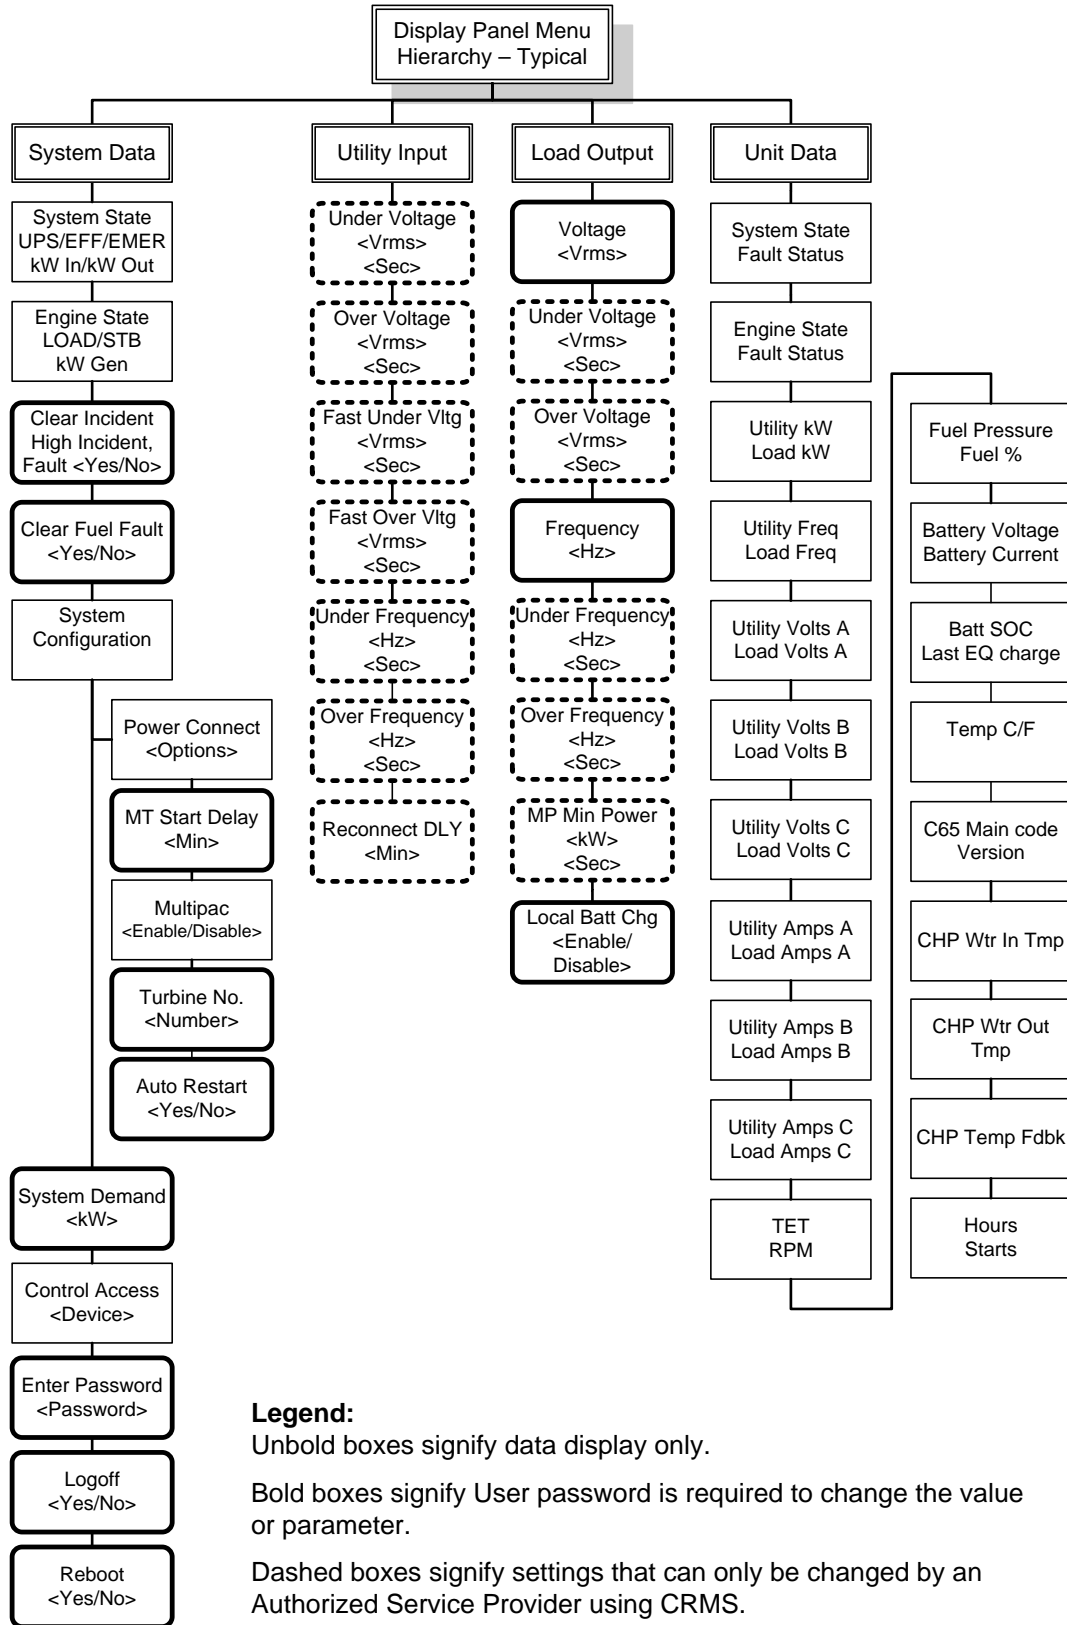 Display Panel Menu
Hierarchy – Typical
System Data
System State
UPS/EFF/EMER
kW In/kW Out
Engine State
LOAD/STB
kW Gen
Clear Incident
High Incident,
Fault <Yes/No>
Clear Fuel Fault
<Yes/No>
System
Configuration
Power Connect
<Options>
MT Start Delay
<Min>
Multipac
<Enable/Disable>
Turbine No.
<Number>
Auto Restart
<Yes/No>
System Demand
<kW>
Control Access
<Device>
Enter Password
<Password>
Logoff
<Yes/No>
Reboot
<Yes/No>
Utility Input
Under Voltage
<Vrms>
<Sec>
Over Voltage
<Vrms>
<Sec>
Fast Under Vltg
<Vrms>
<Sec>
Fast Over Vltg
<Vrms>
<Sec>
Under Frequency
<Hz>
<Sec>
Over Frequency
<Hz>
<Sec>
Reconnect DLY
<Min>
Load Output
Voltage
<Vrms>
Under Voltage
<Vrms>
<Sec>
Over Voltage
<Vrms>
<Sec>
Frequency
<Hz>
Under Frequency
<Hz>
<Sec>
Over Frequency
<Hz>
<Sec>
MP Min Power
<kW>
<Sec>
Local Batt Chg
<Enable/
Disable>
Unit Data
System State
Fault Status
Engine State
Fault Status
Utility kW
Load kW
Utility Freq
Load Freq
Utility Volts A
Load Volts A
Utility Volts B
Load Volts B
Utility Volts C
Load Volts C
Utility Amps A
Load Amps A
Utility Amps B
Load Amps B
Utility Amps C
Load Amps C
TET
RPM
Fuel Pressure
Fuel %
Battery Voltage
Battery Current
Batt SOC
Last EQ charge
Temp C/F
C65 Main code
Version
CHP Wtr In Tmp
CHP Wtr Out
Tmp
CHP Temp Fdbk
Hours
Starts
Legend:
Unbold boxes signify data display only.
Bold boxes signify User password is required to change the value
or parameter.
Dashed boxes signify settings that can only be changed by an
Authorized Service Provider using CRMS.